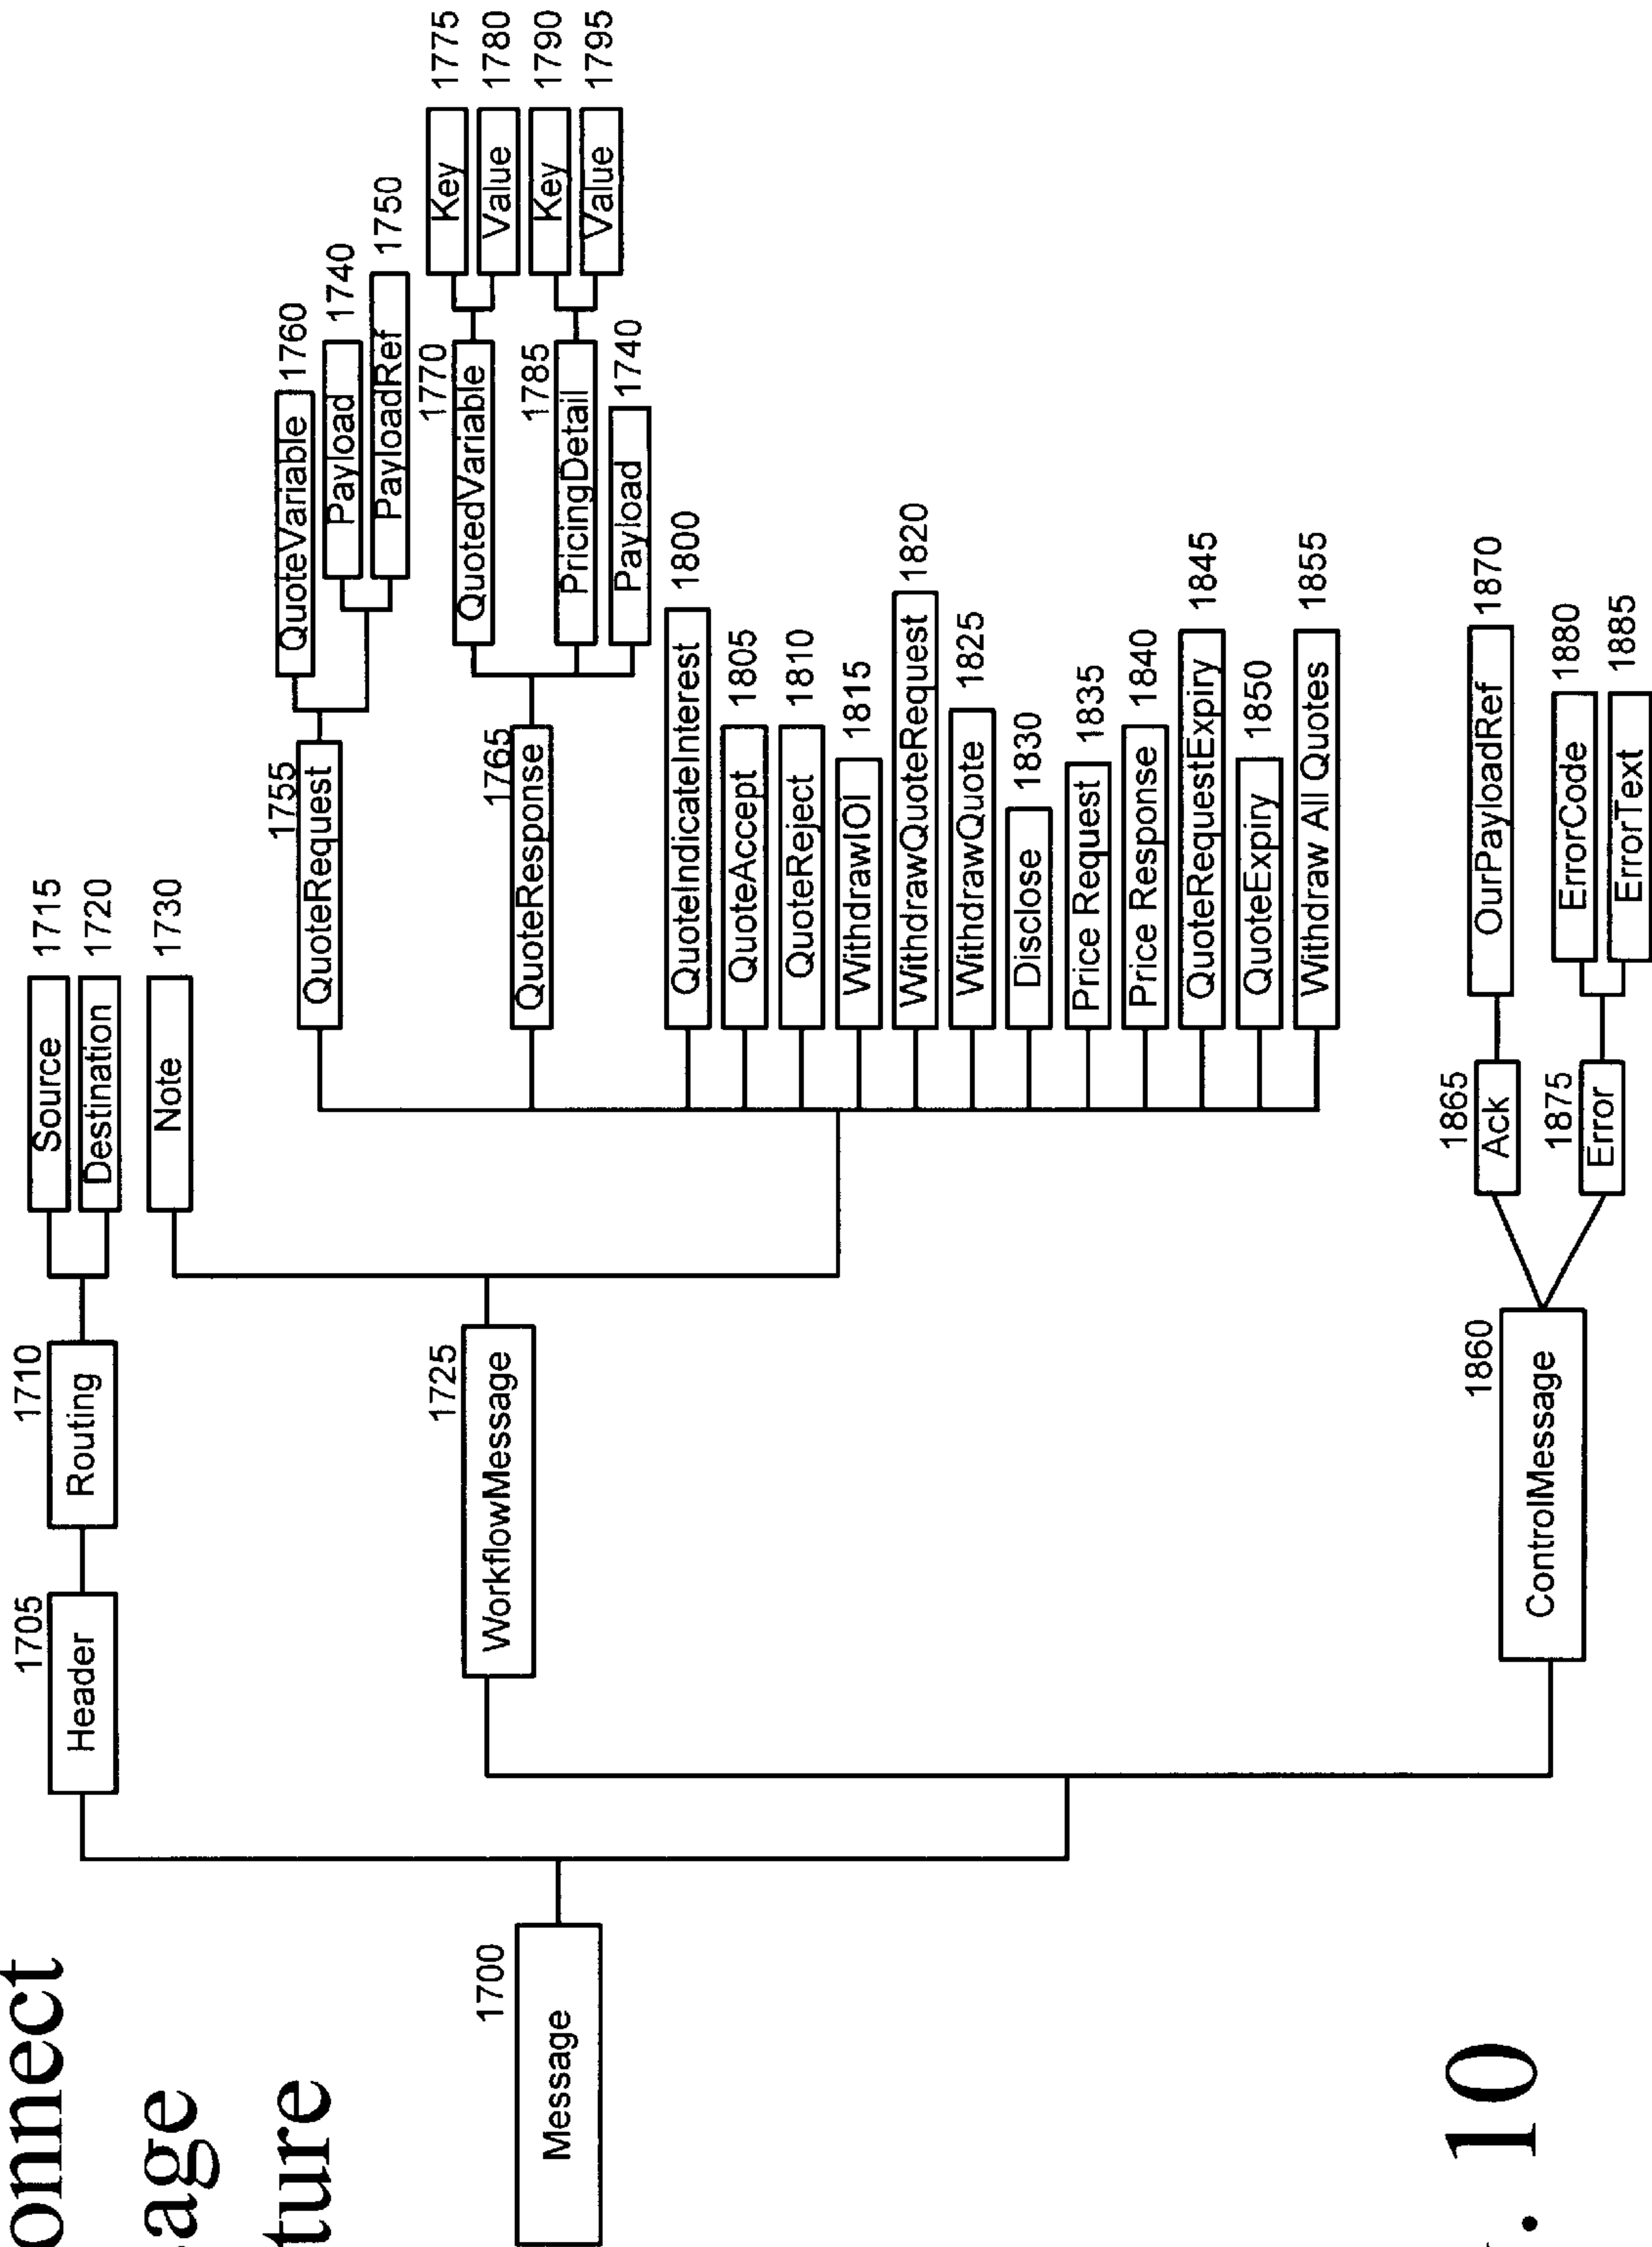 onnect
age
ture
. 10
1700
Message
1705
Header
1710
Routing
Source 1715
Destination 1720
1725
WorkflowMessage
Note 1730
1755
QuoteRequest
QuoteVariable 1760
Payload 1740
PayloadRef 1750
1765
QuoteResponse
1770
QuotedVariable
Key 1775
Value 1780
1785
PricingDetail
Key 1790
Value 1795
Payload 1740
QuoteIndicateInterest 1800
QuoteAccept 1805
QuoteReject 1810
WithdrawIOI 1815
WithdrawQuoteRequest 1820
WithdrawQuote 1825
Disclose 1830
Price Request 1835
Price Response 1840
QuoteRequestExpiry 1845
QuoteExpiry 1850
Withdraw All Quotes 1855
1860
ControlMessage
1865
Ack
OurPayloadRef 1870
1875
Error
ErrorCode 1880
ErrorText 1885